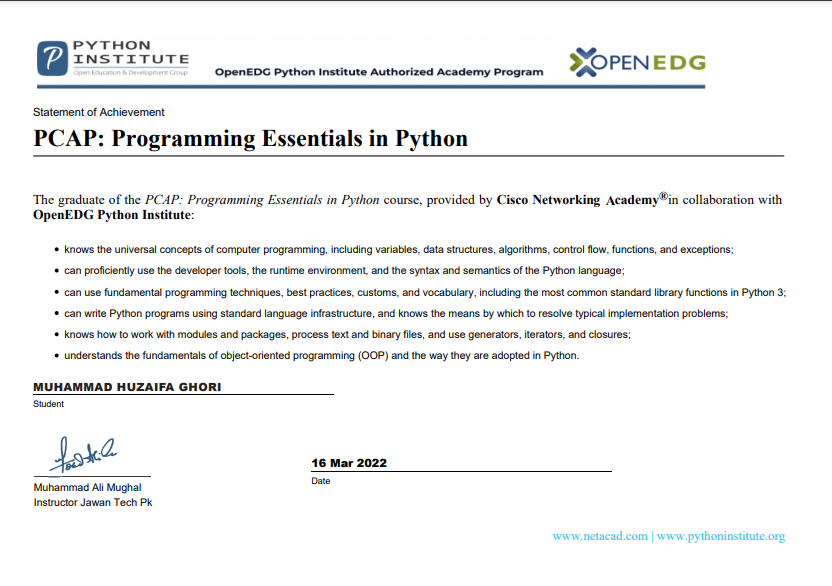 PYTHON
INSTITUTE
Open Education & Development Group
OpenEDG Python Institute Authorized Academy Program
OPENEDG
Statement of Achievement
PCAP: Programming Essentials in Python
The graduate of the PCAP: Programming Essentials in Python course, provided by Cisco Networking Academy®in collaboration with
OpenEDG Python Institute:
• knows the universal concepts of computer programming, including variables, data structures, algorithms, control flow, functions, and exceptions;
• can proficiently use the developer tools, the runtime environment, and the syntax and semantics of the Python language;
• can use fundamental programming techniques, best practices, customs, and vocabulary, including the most common standard library functions in Python 3;
• can write Python programs using standard language infrastructure, and knows the means by which to resolve typical implementation problems;
• knows how to work with modules and packages, process text and binary files, and use generators, iterators, and closures;
• understands the fundamentals of object-oriented programming (OOP) and the way they are adopted in Python.
MUHAMMAD HUZAIFA GHORI
Student
16 Mar 2022
Date
Muhammad Ali Mughal
Instructor Jawan Tech Pk
www.netacad.com | www.pythoninstitute.org